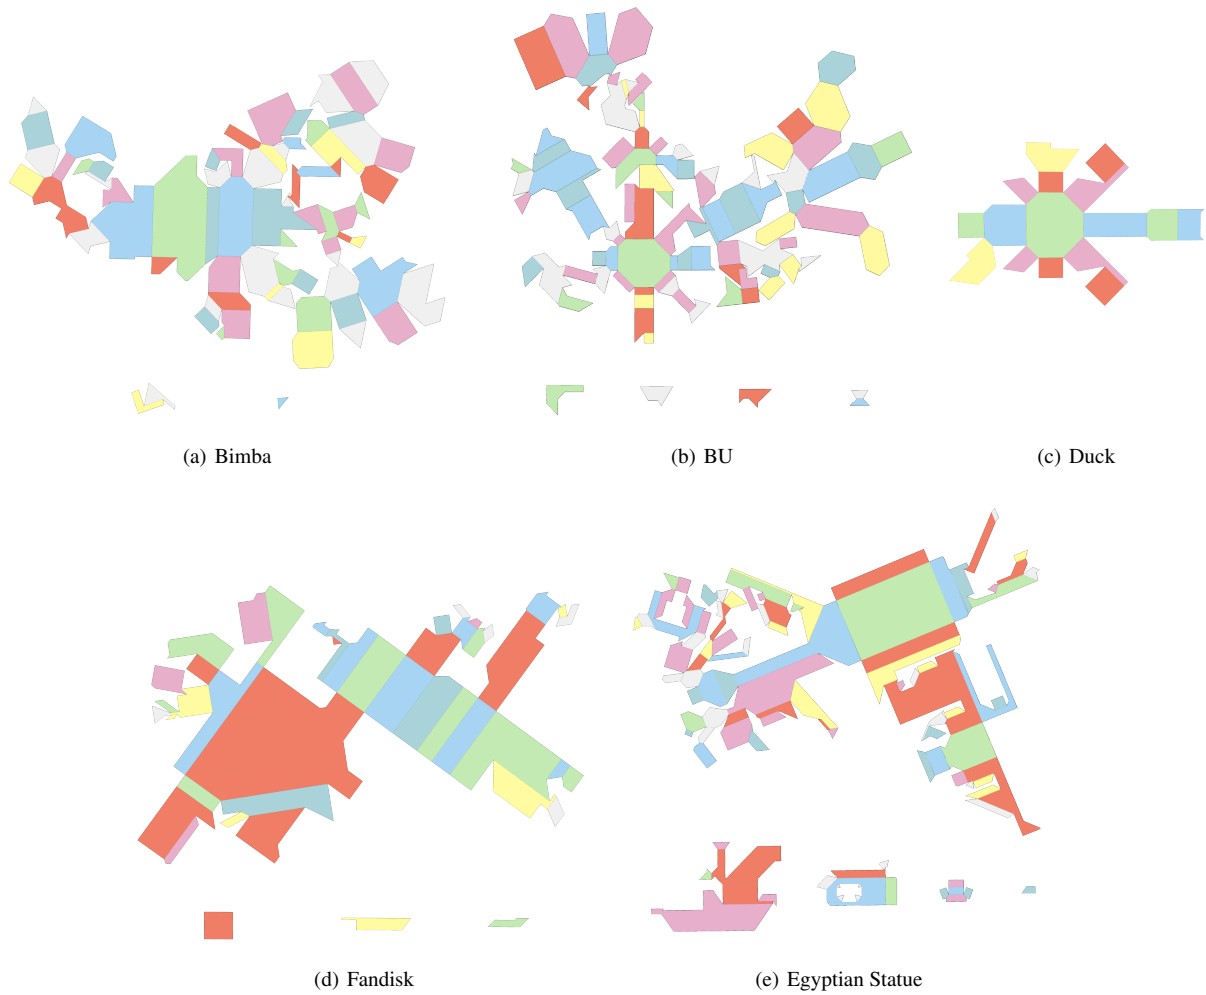 (a) Bimba
(b) BU
(c) Duck
(d) Fandisk
(e) Egyptian Statue